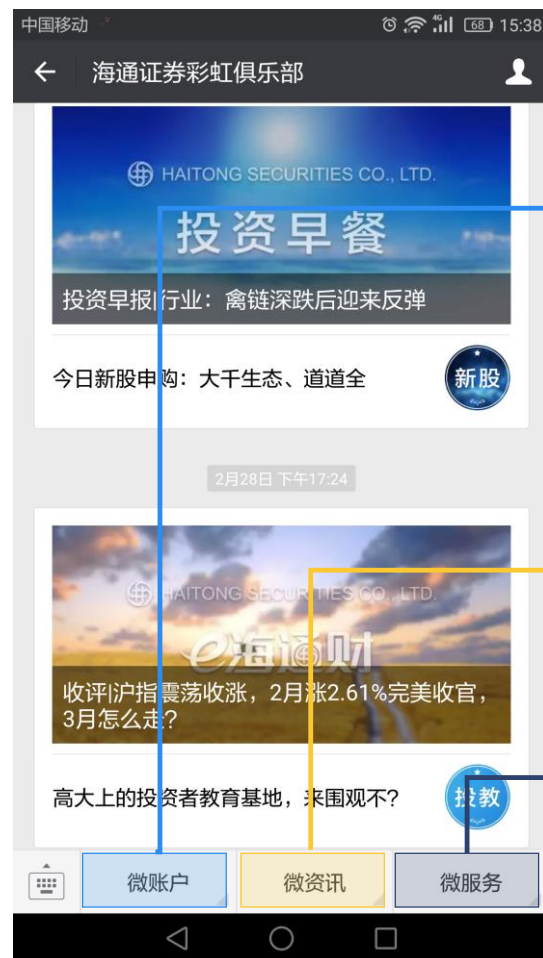 中国移动
4G 68 15:38
海通证券彩虹俱乐部
HAITONG SECURITIES CO., LTD.
投资早餐
投资早报|行业：禽链深跌后迎来反弹
今日新股申购：大千生态、道道全
新股
2月28日 下午17:24
HAITONG SECURITIES CO., LTD.
e海通财
收评|沪指震荡收涨，2月涨2.61%完美收官，
3月怎么走？
高大上的投资者教育基地，来围观不？
投教
微账户
微资讯
微服务